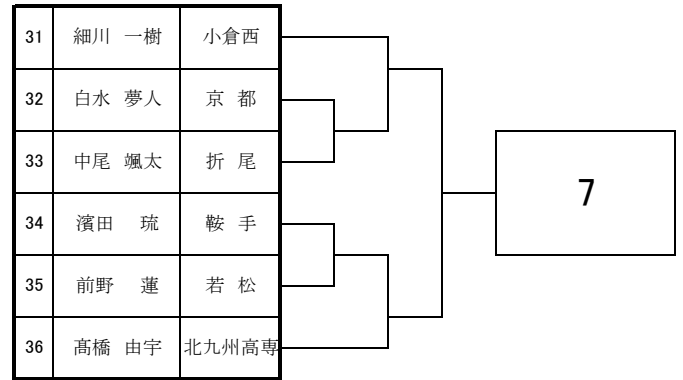 31 細川 一樹 小倉西
32 白水 夢人 京 都
33 中尾 颯太 折 尾
7
34 濱田 琉 鞍 手
35 前野 蓮 若 松
36 髙橋 由宇 北九州高専